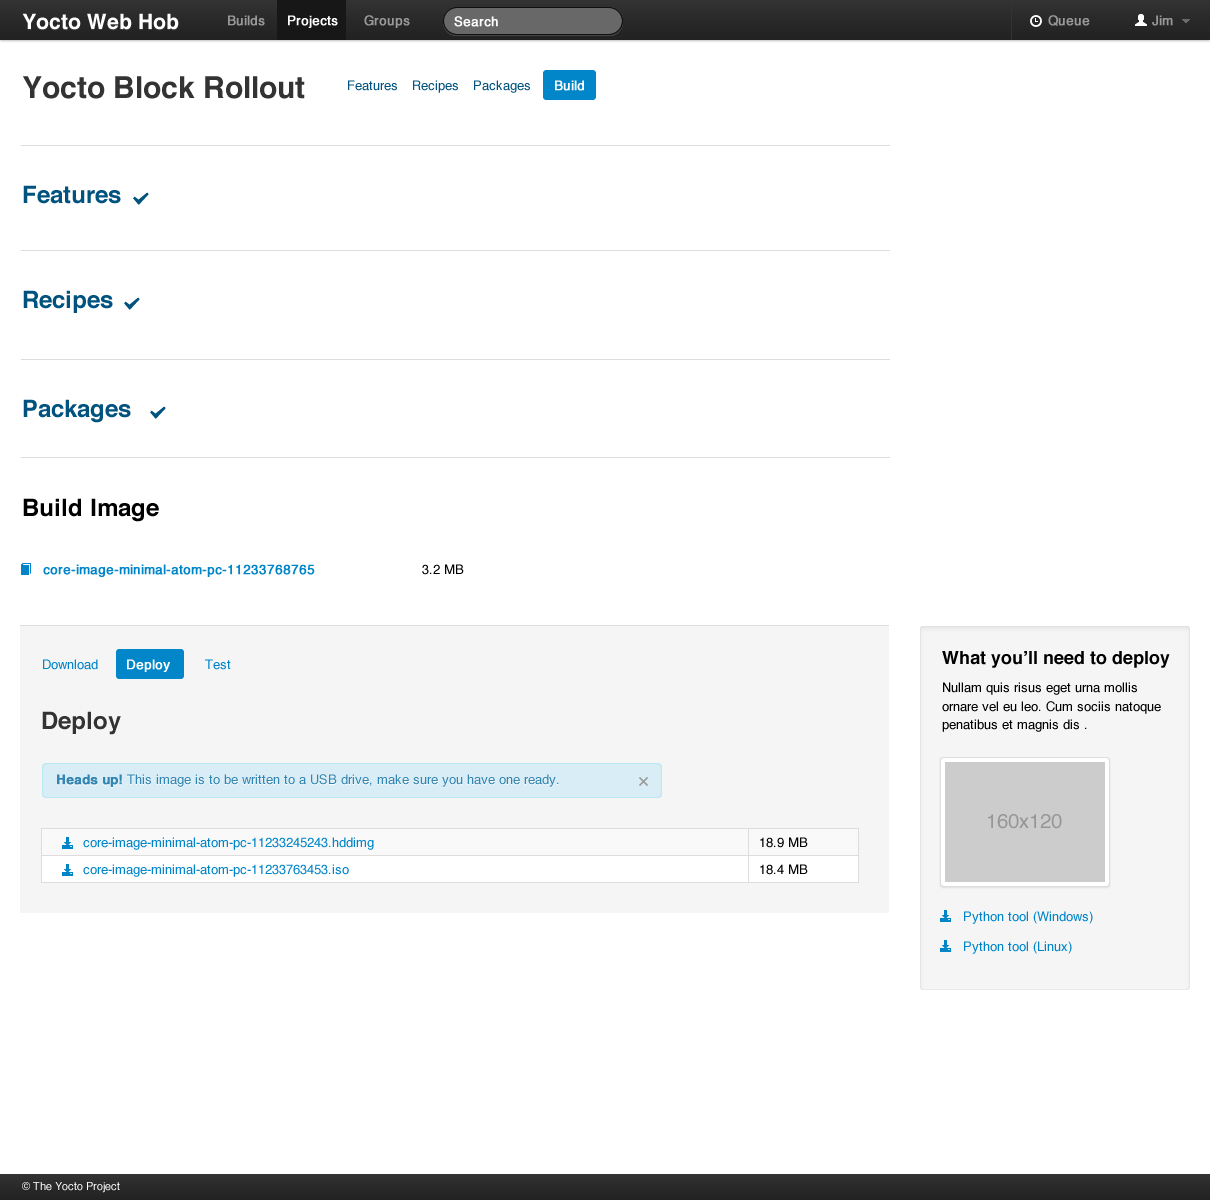 Yocto Web Hob Builds Projects Groups Search Queue Jim
Yocto Block Rollout Features Recipes Packages Build
Features
Recipes
Packages
Build Image
core-image-minimal-atom-pc-11233768765 3.2 MB
Download Deploy Test
Deploy
Heads up! This image is to be written to a USB drive, make sure you have one ready. ×
core-image-minimal-atom-pc-11233245243.hddimg 18.9 MB
core-image-minimal-atom-pc-11233763453.iso 18.4 MB
What you’ll need to deploy
Nullam quis risus eget urna mollis
ornare vel eu leo. Cum sociis natoque
penatibus et magnis dis .
160x120
Python tool (Windows)
Python tool (Linux)
© The Yocto Project